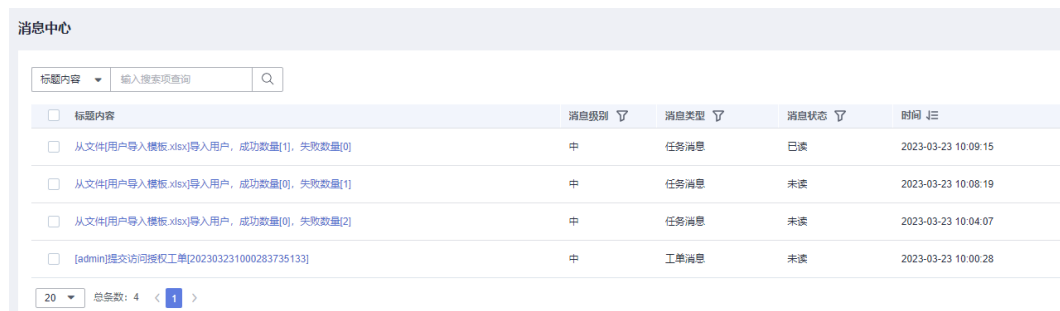 消息中心
标题内容 输入搜索项查询
标题内容 消息级别 消息类型 消息状态 时间
从文件[用户导入模板.xlsx]导入用户，成功数量[1]，失败数量[0] 中 任务消息 已读 2023-03-23 10:09:15
从文件[用户导入模板.xlsx]导入用户，成功数量[0]，失败数量[1] 中 任务消息 未读 2023-03-23 10:08:19
从文件[用户导入模板.xlsx]导入用户，成功数量[0]，失败数量[2] 中 任务消息 未读 2023-03-23 10:04:07
[admin]提交访问授权工单[202303231000283735133] 中 工单消息 未读 2023-03-23 10:00:28
20 总条数：4 1